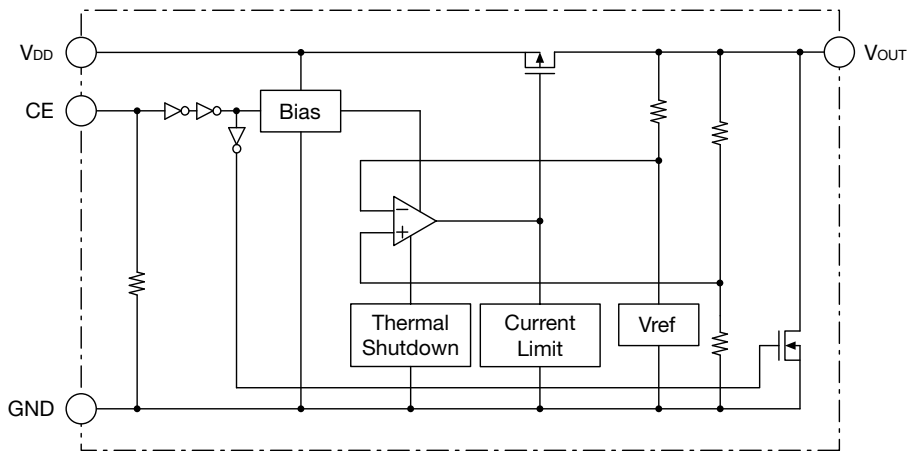 VDD
VOUT
CE
Bias
−
+
Thermal
Shutdown
Current
Limit
Vref
GND